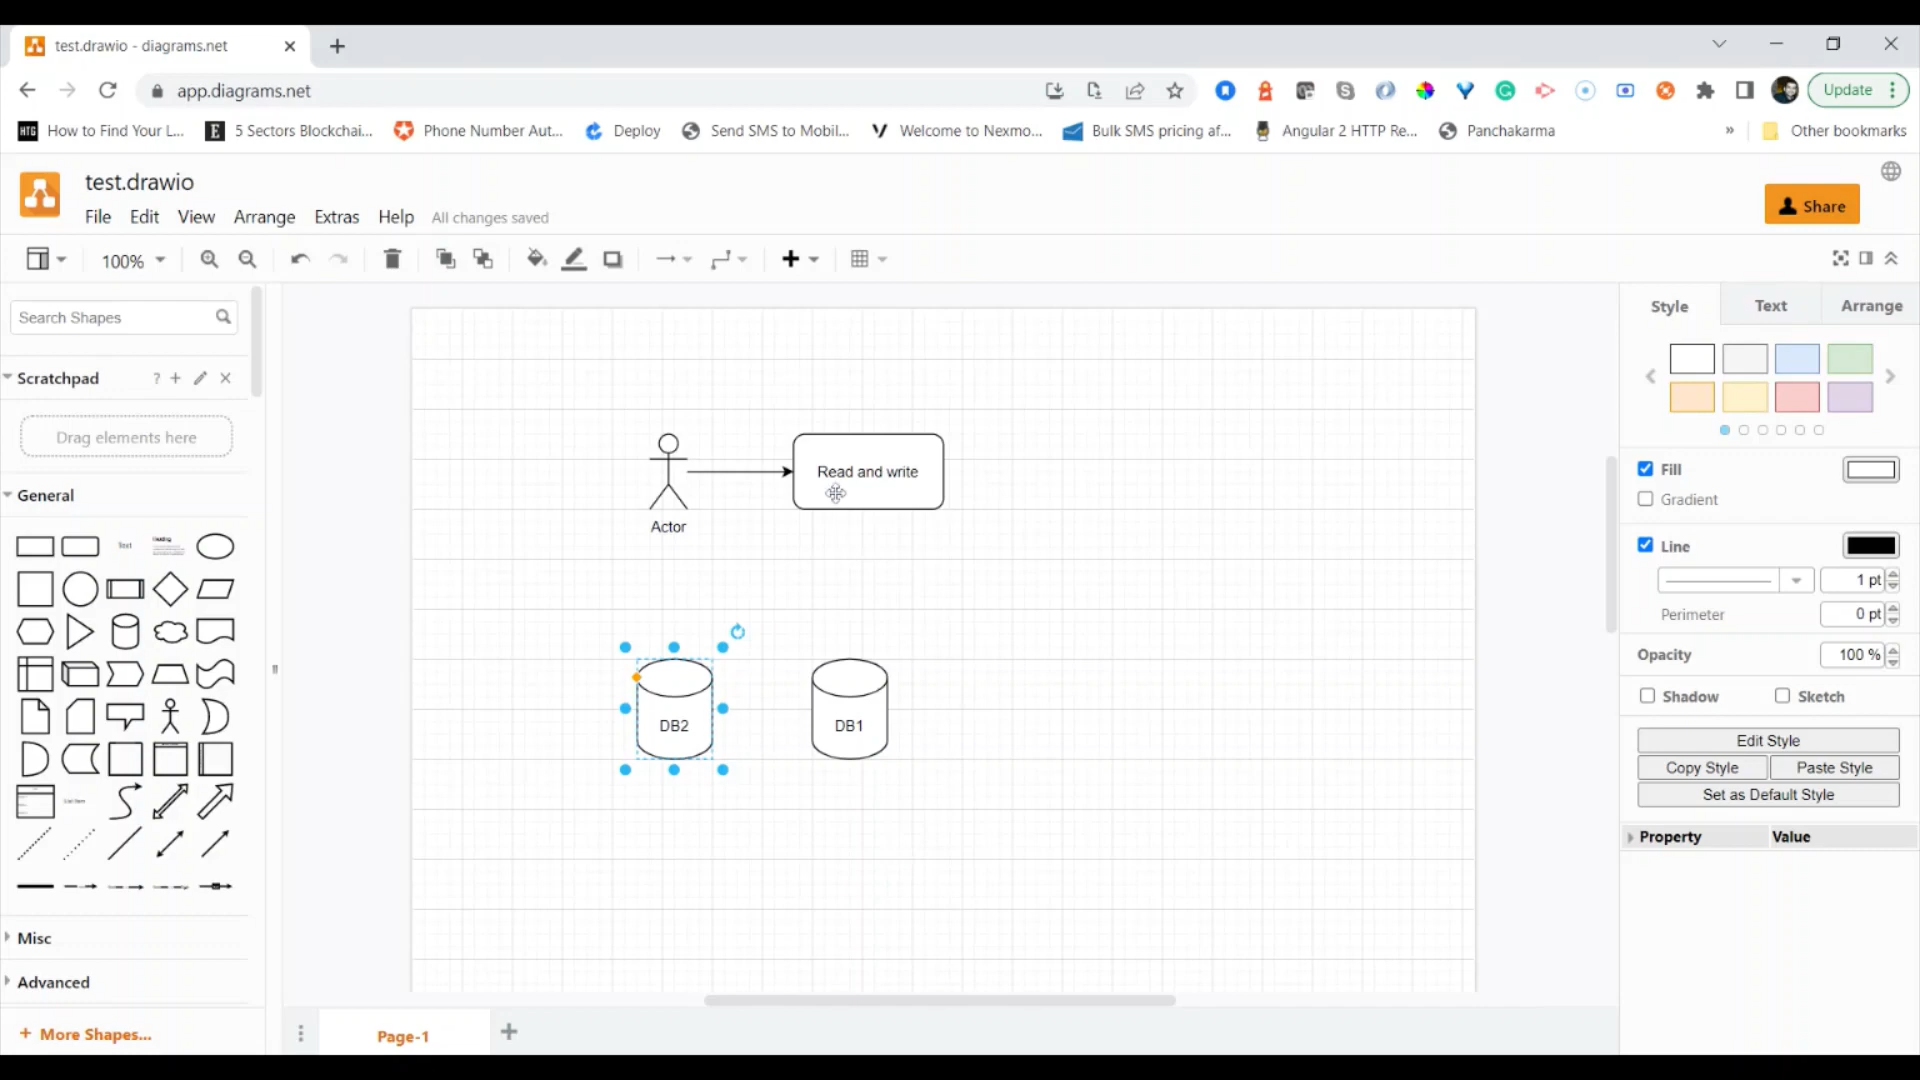 test.drawio - diagrams.net
app.diagrams.net
Update
How to Find Your L...
5 Sectors Blockchai...
Phone Number Aut...
Deploy
Send SMS to Mobil...
Welcome to Nexmo...
Bulk SMS pricing af...
Angular 2 HTTP Re...
Panchakarma
»
Other bookmarks
test.drawio
File Edit View Arrange Extras Help All changes saved
Share
100%
Search Shapes
Scratchpad
?
Drag elements here
General
Text
Heading
List Item
Misc
Advanced
+ More Shapes...
Actor
Read and write
DB2
DB1
Page-1
Style Text Arrange
Fill
Gradient
Line
1 pt
Perimeter
0 pt
Opacity
100 %
Shadow
Sketch
Edit Style
Copy Style
Paste Style
Set as Default Style
Property
Value